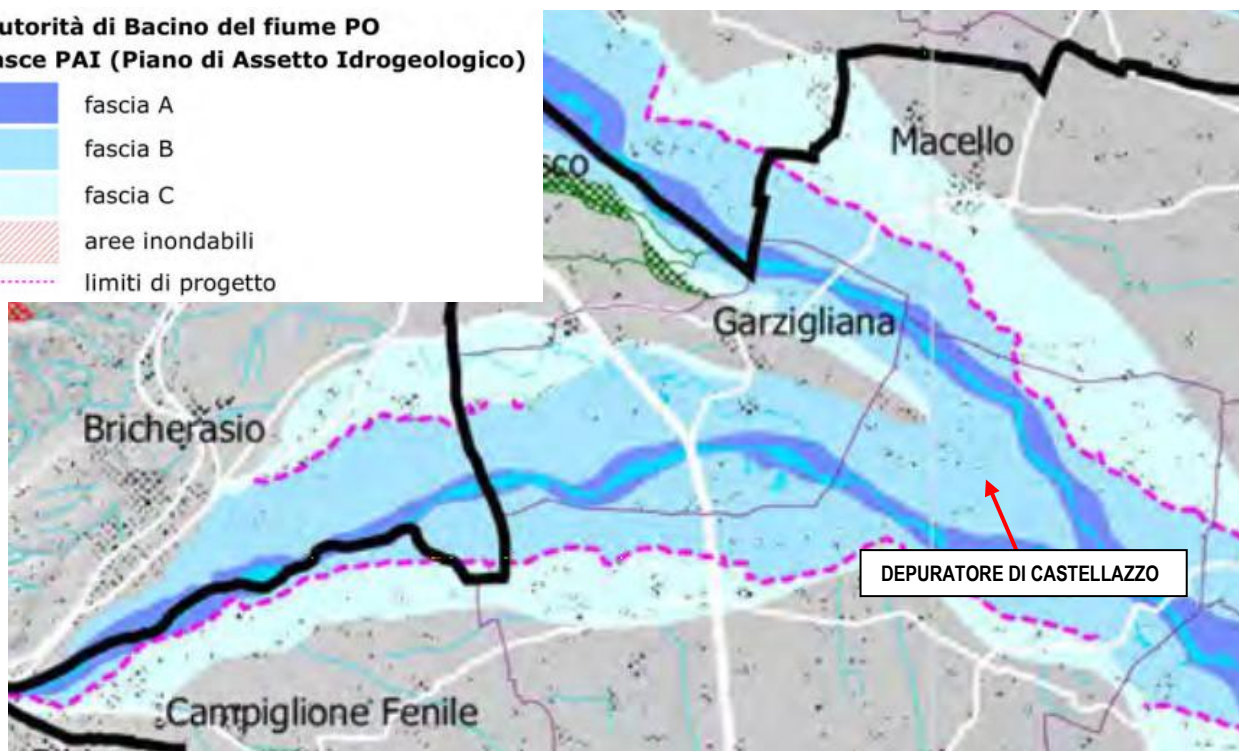 utorità di Bacino del fiume PO
asce PAI (Piano di Assetto Idrogeologico)
fascia A
fascia B
fascia C
aree inondabili
limiti di progetto
Macello
sco
Garzigliana
Bricherasio
DEPURATORE DI CASTELLAZZO
Campiglione Fenile